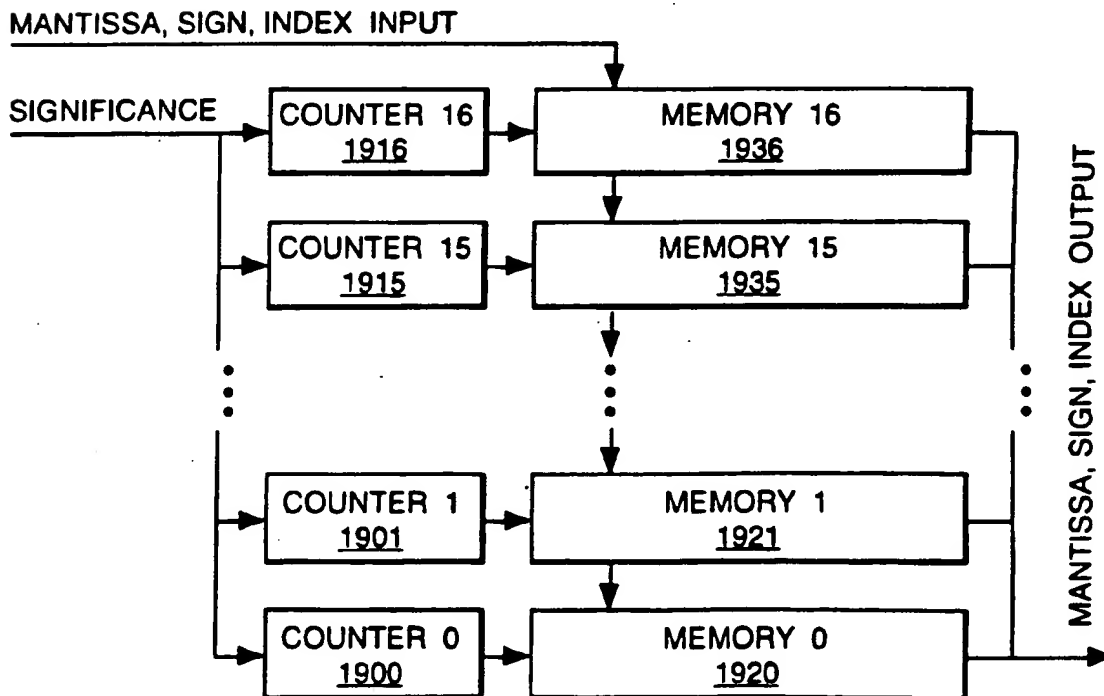 MANTISSA, SIGN, INDEX INPUT
SIGNIFICANCE
COUNTER 16
1916
MEMORY 16
1936
COUNTER 15
1915
MEMORY 15
1935
COUNTER 1
1901
MEMORY 1
1921
COUNTER 0
1900
MEMORY 0
1920
MANTISSA, SIGN, INDEX OUTPUT